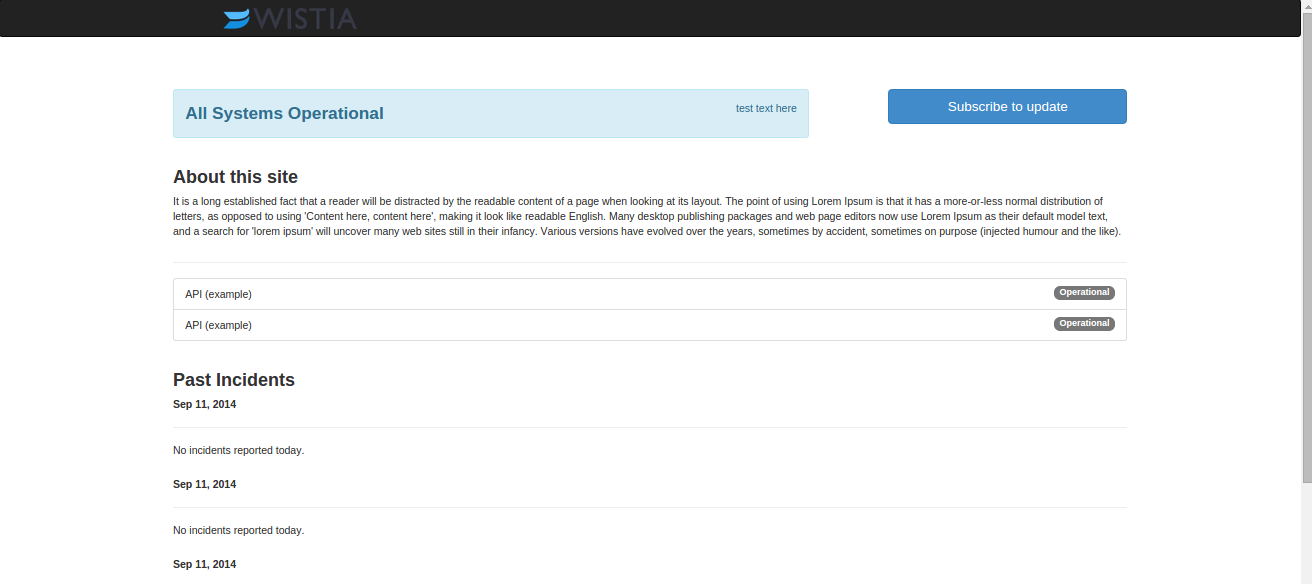 WISTIA
All Systems Operational
test text here
Subscribe to update
About this site
It is a long established fact that a reader will be distracted by the readable content of a page when looking at its layout. The point of using Lorem Ipsum is that it has a more-or-less normal distribution of
letters, as opposed to using 'Content here, content here', making it look like readable English. Many desktop publishing packages and web page editors now use Lorem Ipsum as their default model text,
and a search for 'lorem ipsum' will uncover many web sites still in their infancy. Various versions have evolved over the years, sometimes by accident, sometimes on purpose (injected humour and the like).
API (example)
Operational
API (example)
Operational
Past Incidents
Sep 11, 2014
No incidents reported today.
Sep 11, 2014
No incidents reported today.
Sep 11, 2014